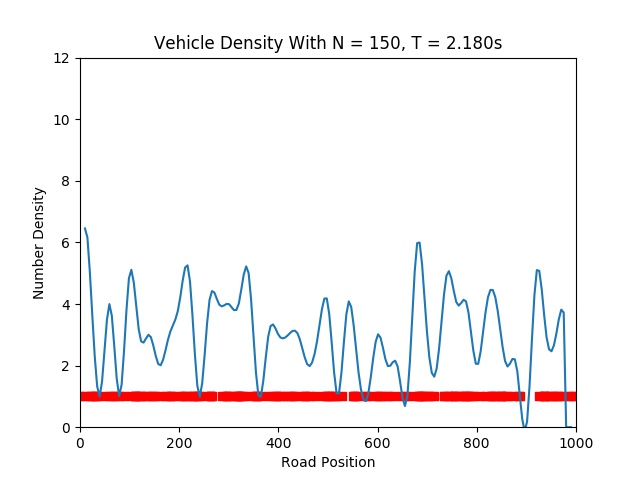 Vehicle Density With N = 150, T = 2.180s
12
10
8
6
4
2
0
Number Density
0 200 400 600 800 1000
Road Position